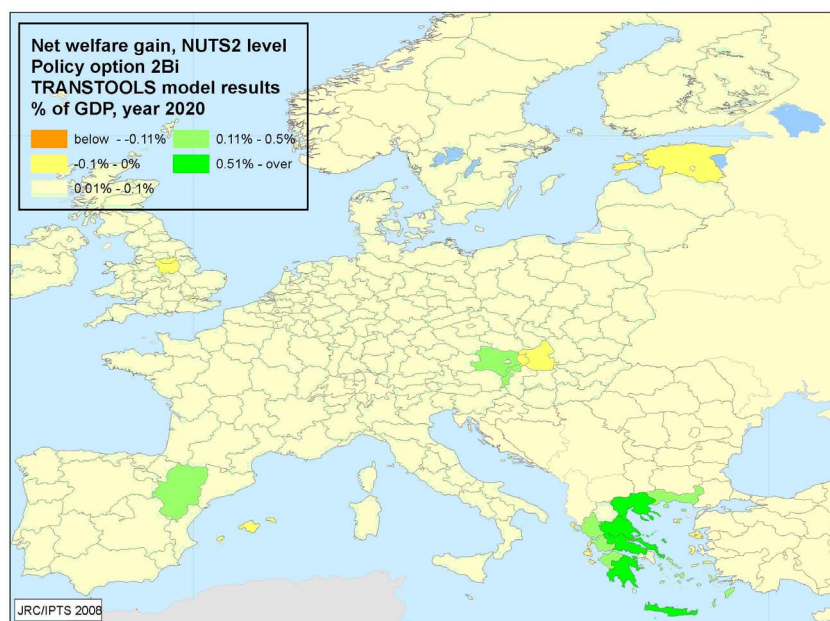 Net welfare gain, NUTS2 level
Policy option 2Bi
TRANSTOOLS model results
% of GDP, year 2020
below - -0.11%
0.11% - 0.5%
-0.1% - 0%
0.51% - over
0.01% - 0.1%
JRC/IPTS 2008